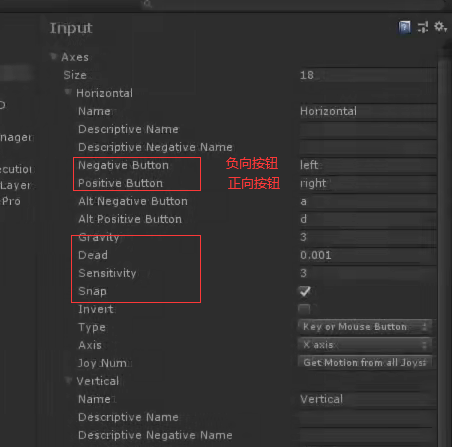 Input
Axes
Size 18
Horizontal
Name Horizontal
Descriptive Name
Descriptive Negative Name
Negative Button 负向按钮 left
Positive Button 正向按钮 right
Alt Negative Button a
Alt Positive Button d
Gravity 3
Dead 0.001
Sensitivity 3
Snap
Invert
Type Key or Mouse Button
Axis X axis
Joy Num Get Motion from all Joys
Vertical
Name Vertical
Descriptive Name
Descriptive Negative Name
D
anager
ecution
Layer
Pro